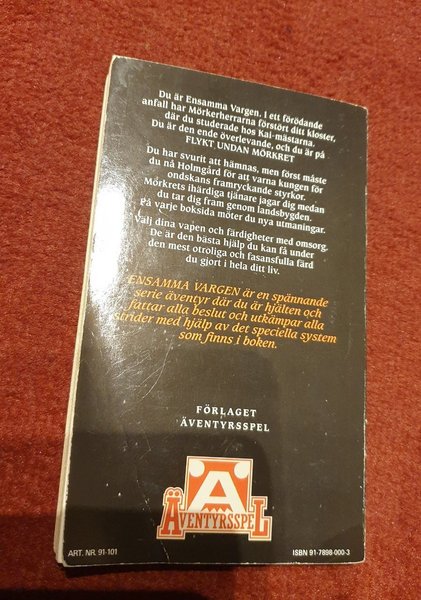 Du är Ensamma Vargen. I ett förödande
anfall har Mörkerherrarna förstört ditt kloster,
där du studerade hos Kai-mästarna.
Du är den ende överlevande, och du är på
FLYKT UNDAN MÖRKRET
Du har svurit att hämnas, men först måste
du nå Holmgård för att varna kungen för
ondskans framryckande styrkor.
Mörkrets ihärdiga tjänare jagar dig medan
du tar dig fram genom landsbygden.
På varje boksida möter du nya utmaningar.
Välj dina vapen och färdigheter med omsorg.
De är den bästa hjälp du kan få under
den mest otroliga och fasansfulla färd
du gjort i hela ditt liv.
ENSAMMA VARGEN är en spännande
serie äventyr där du är hjälten och
fattar alla beslut och utkämpar alla
strider med hjälp av det speciella system
som finns i boken.
FÖRLAGET
ÄVENTYRSSPEL
Ä
ÄVENTYRSSPEL
ART. NR. 91-101
ISBN 91-7898-000-3